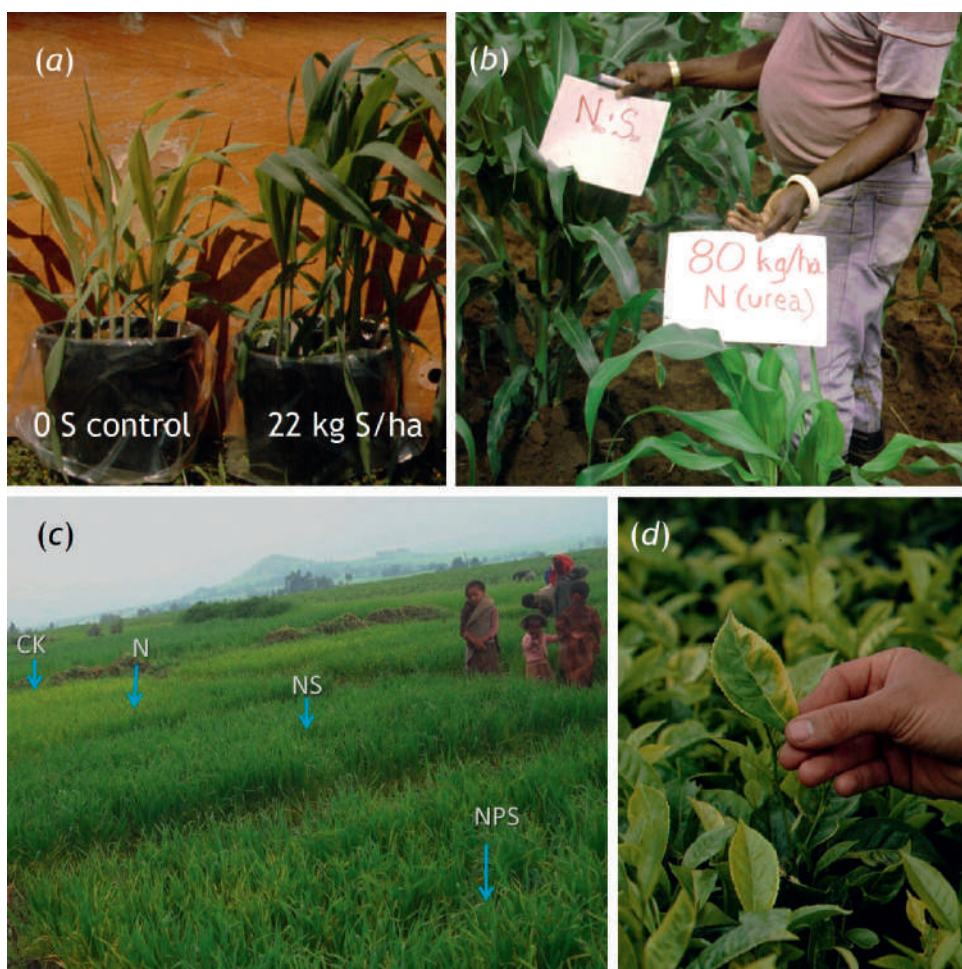 (a)
0 S control
22 kg S/ha
(b)
N:S
80 kg/ha
N (urea)
(c)
CK
N
NS
NPS
(d)